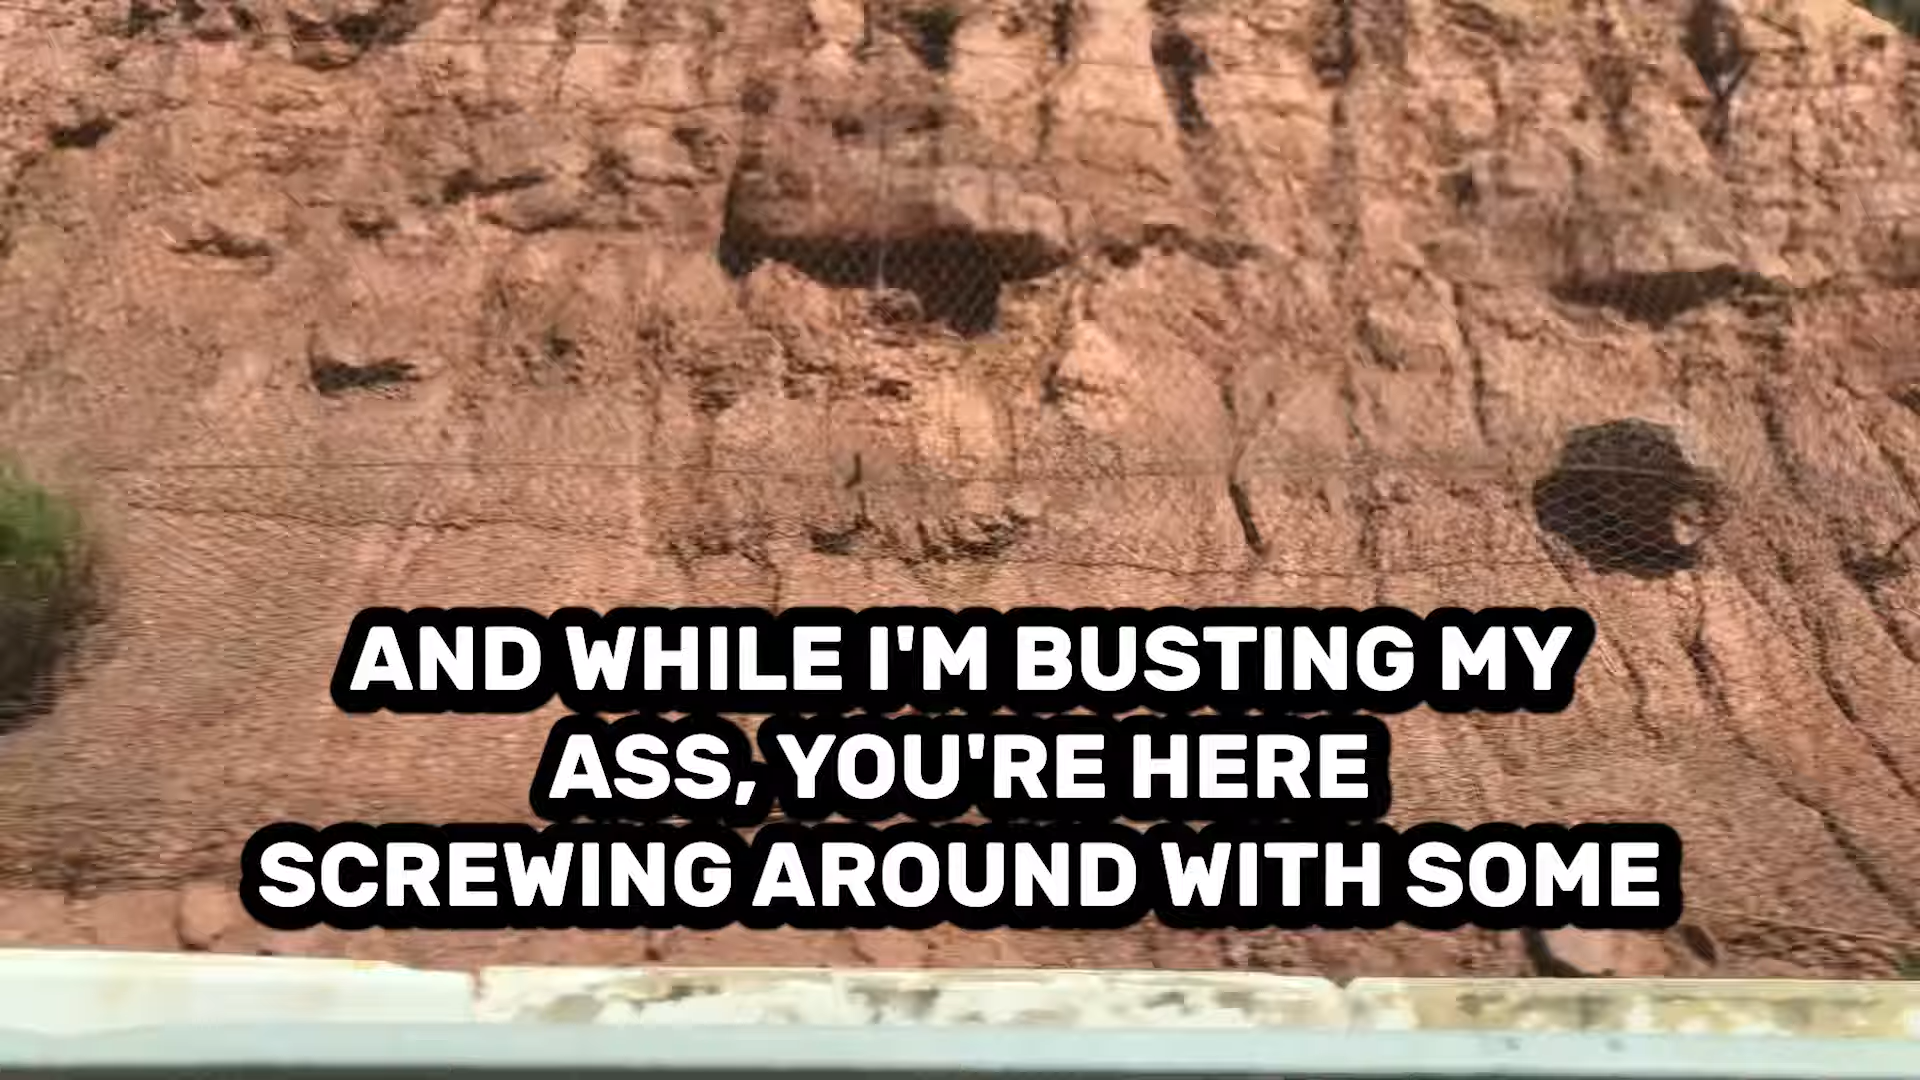 AND WHILE I'M BUSTING MY
ASS, YOU'RE HERE
SCREWING AROUND WITH SOME